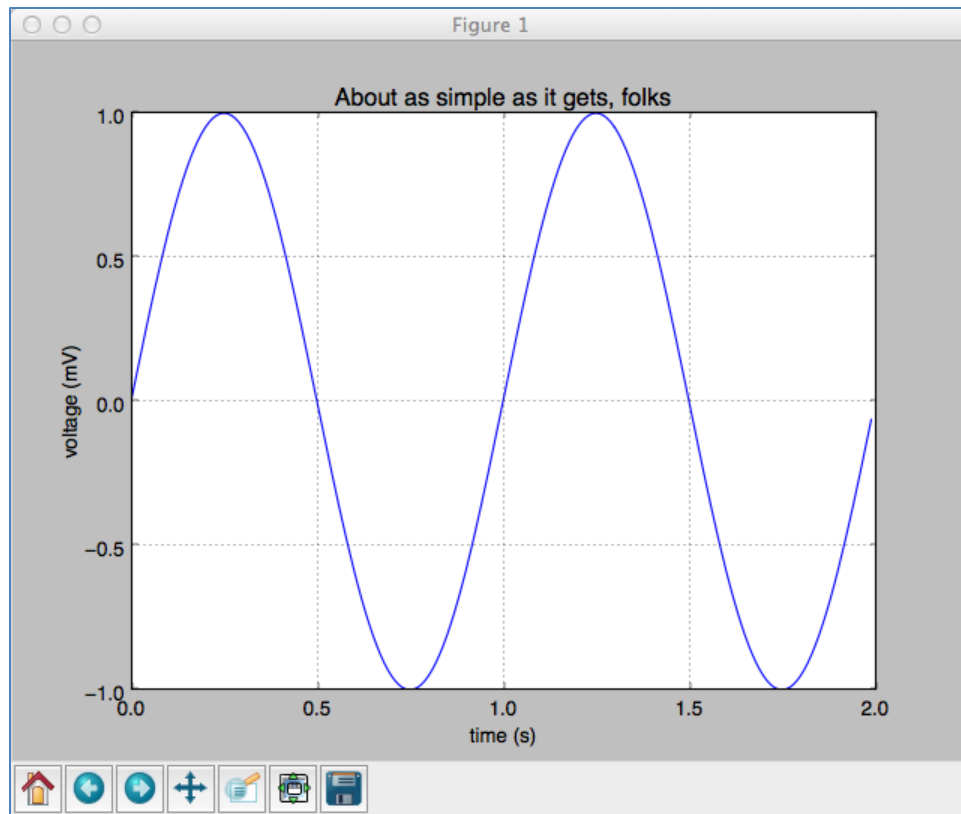 Figure 1
About as simple as it gets, folks
1.0
0.5
0.0
−0.5
−1.0
voltage (mV)
0.0 0.5 1.0 1.5 2.0
time (s)